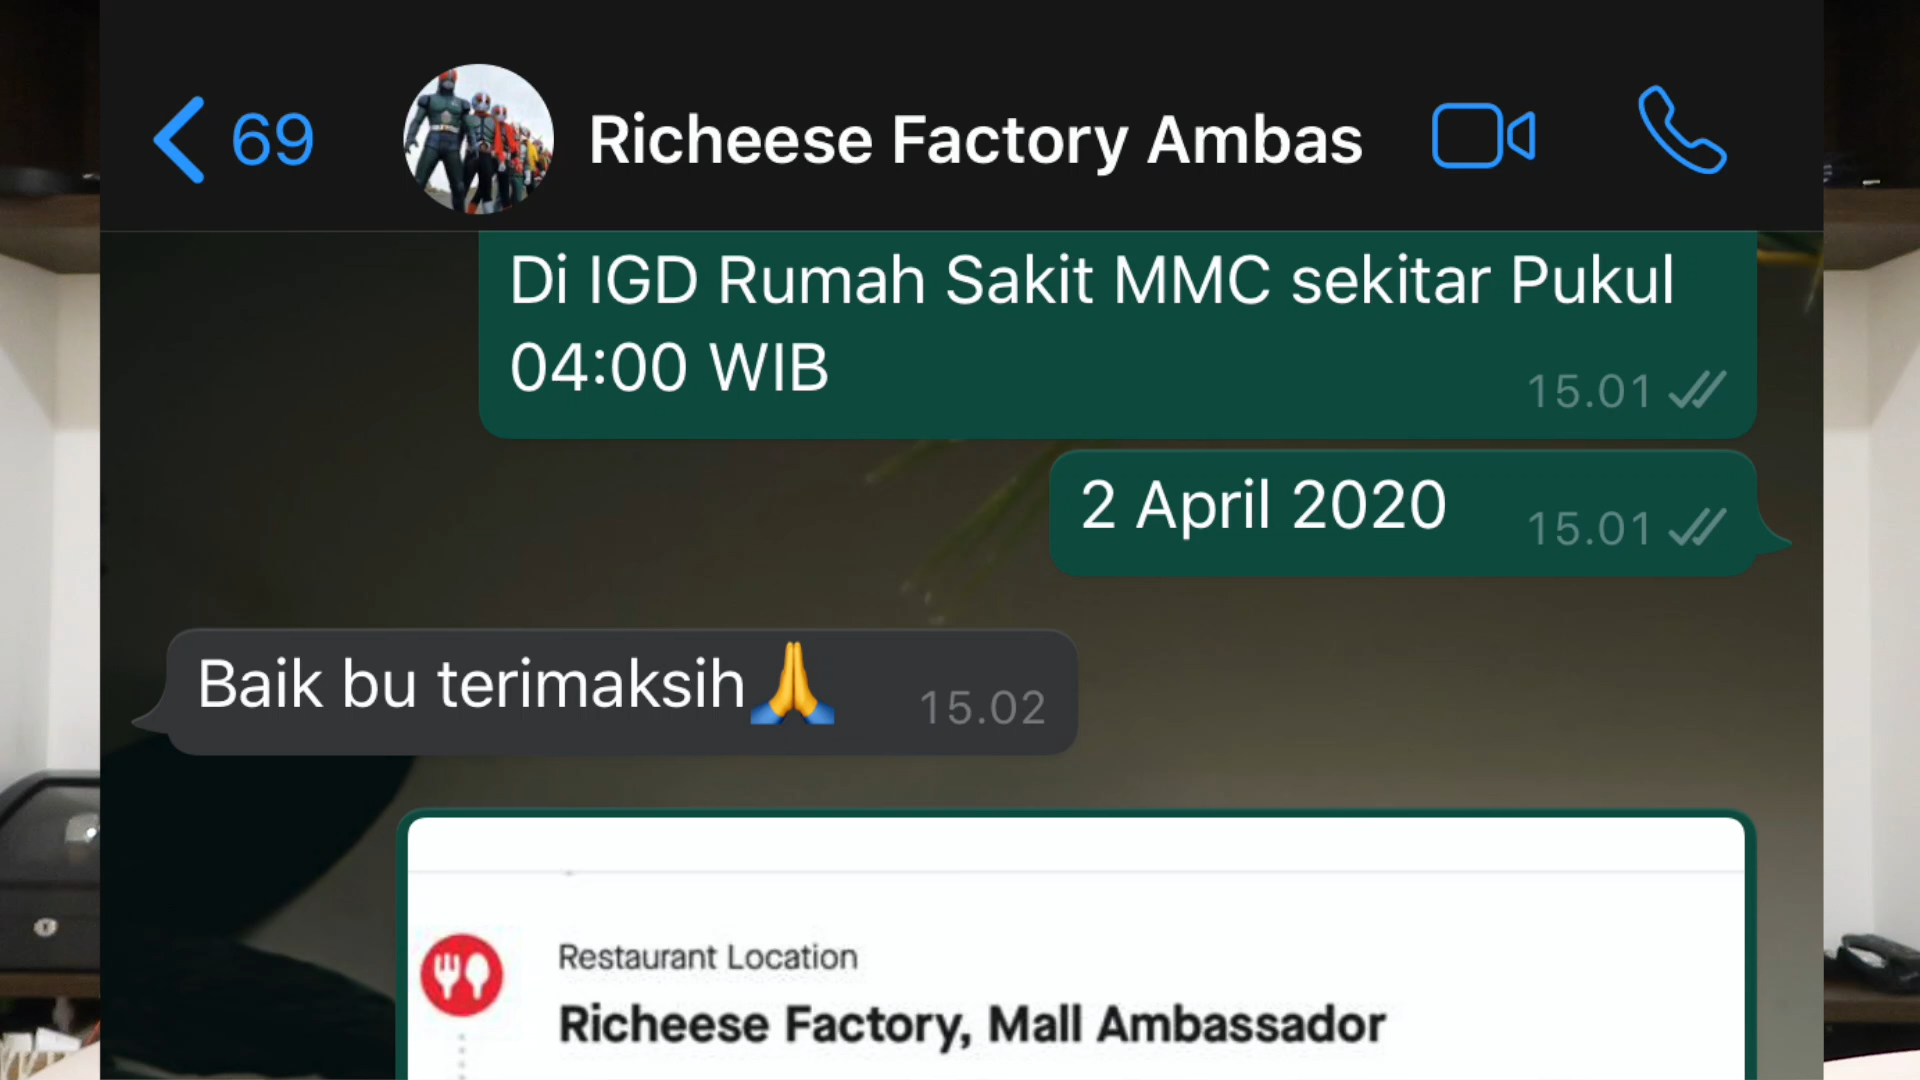 69
Richeese Factory Ambas
Di IGD Rumah Sakit MMC sekitar Pukul
04:00 WIB
15.01
2 April 2020
15.01
Baik bu terimaksih🙏
15.02
Restaurant Location
Richeese Factory, Mall Ambassador